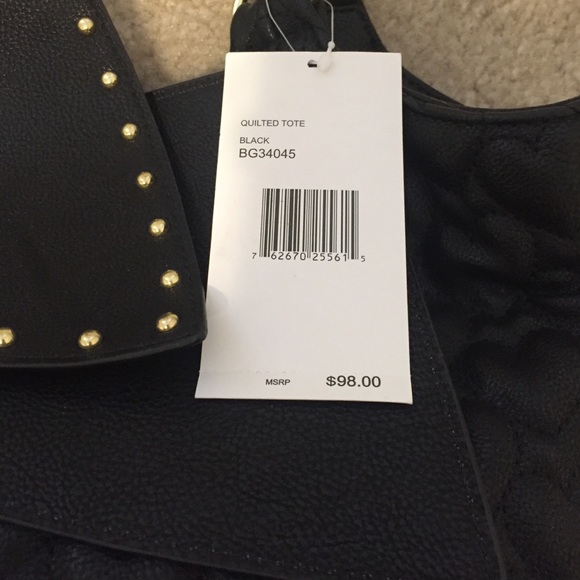 QUILTED TOTE
BLACK
BG34045
7 62670 25561 5
MSRP $98.00